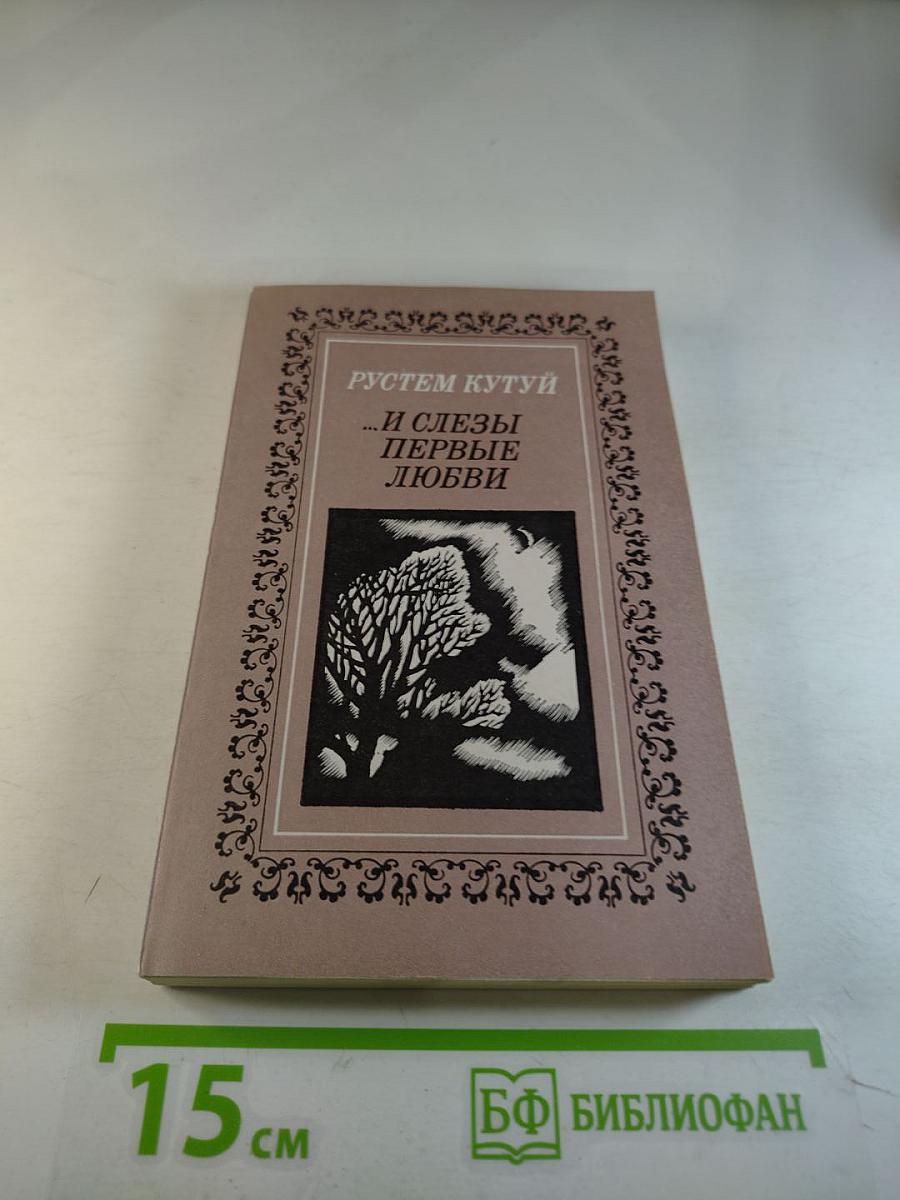 РУСТЕМ КУТУЙ
...И СЛЕЗЫ
ПЕРВЫЕ
ЛЮБВИ
15 см
БФ БИБЛИОФАН